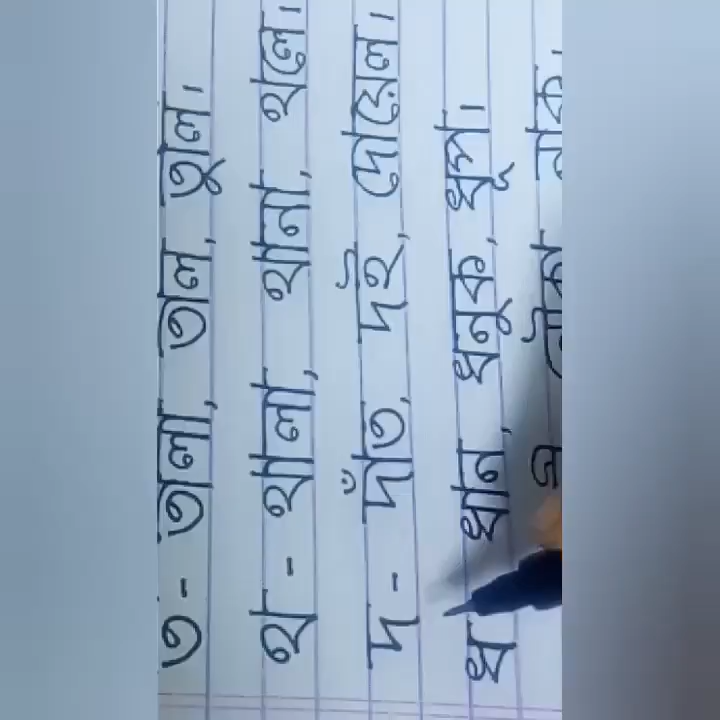 ত - তালা, তাল, তুল।
থ - থালা, থানা, থলে।
দ - দাঁত, দই, দোয়েল।
ধ ধান, ধনুক, ধূপ।
নৌকা নাক